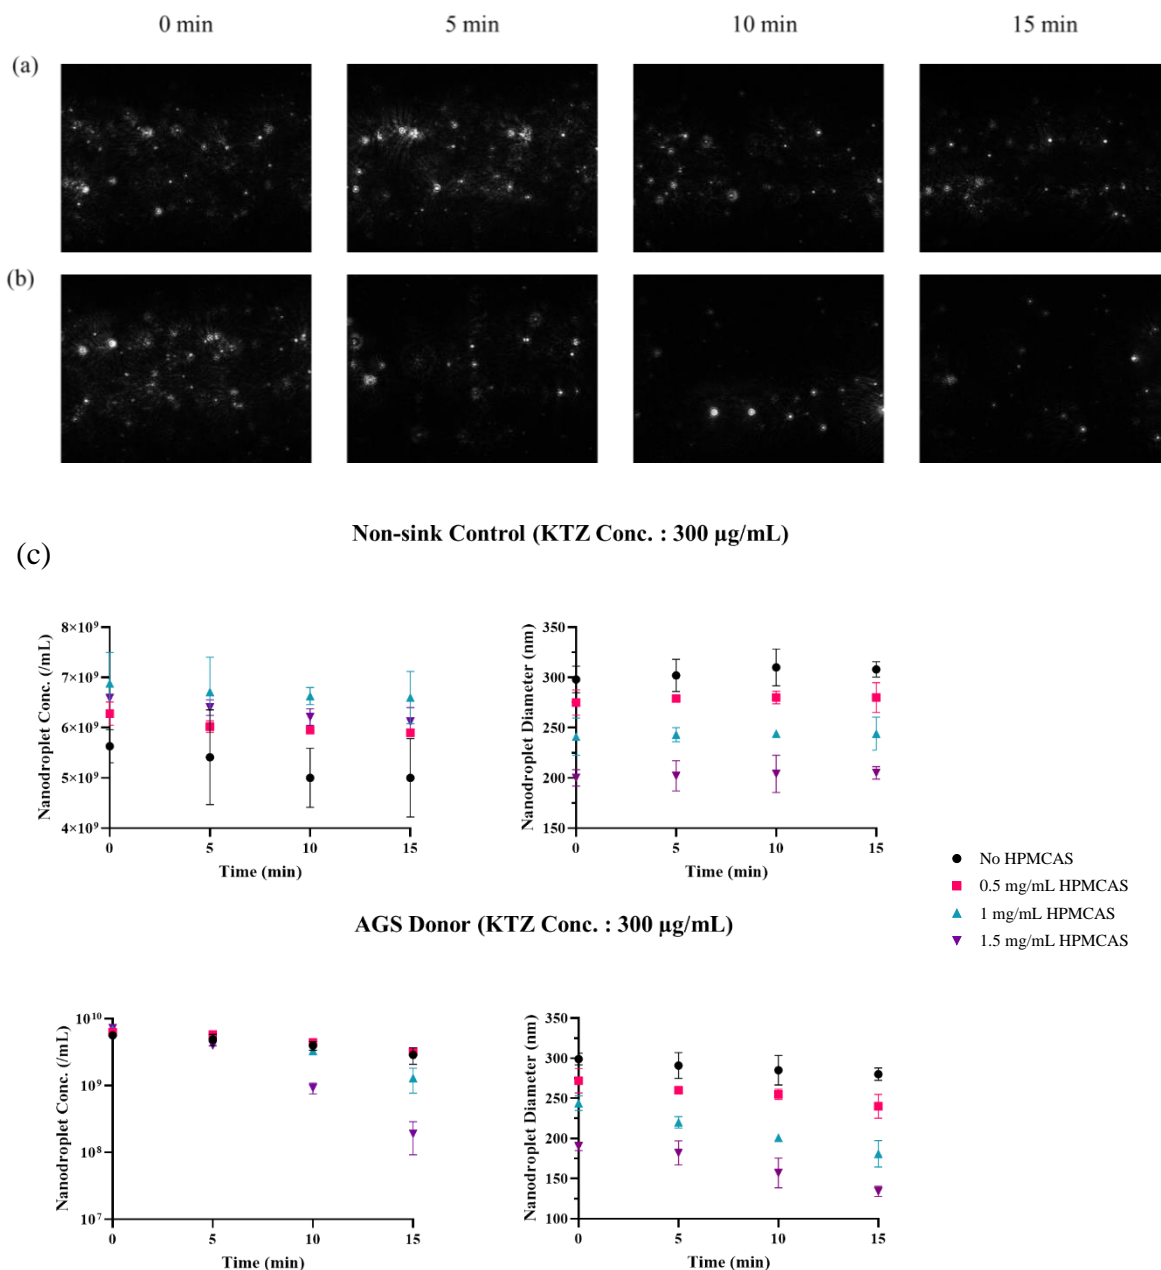 0 min 5 min 10 min 15 min
(a)
(b)
(c)
Non-sink Control (KTZ Conc. : 300 µg/mL)
Nanodroplet Conc. (/mL)
8×10⁹
7×10⁹
6×10⁹
5×10⁹
4×10⁹
0 5 10 15
Time (min)
Nanodroplet Diameter (nm)
350
300
250
200
150
0 5 10 15
Time (min)
No HPMCAS
0.5 mg/mL HPMCAS
1 mg/mL HPMCAS
1.5 mg/mL HPMCAS
AGS Donor (KTZ Conc. : 300 µg/mL)
Nanodroplet Conc. (/mL)
10¹⁰
10⁹
10⁸
10⁷
0 5 10 15
Time (min)
Nanodroplet Diameter (nm)
350
300
250
200
150
100
0 5 10 15
Time (min)